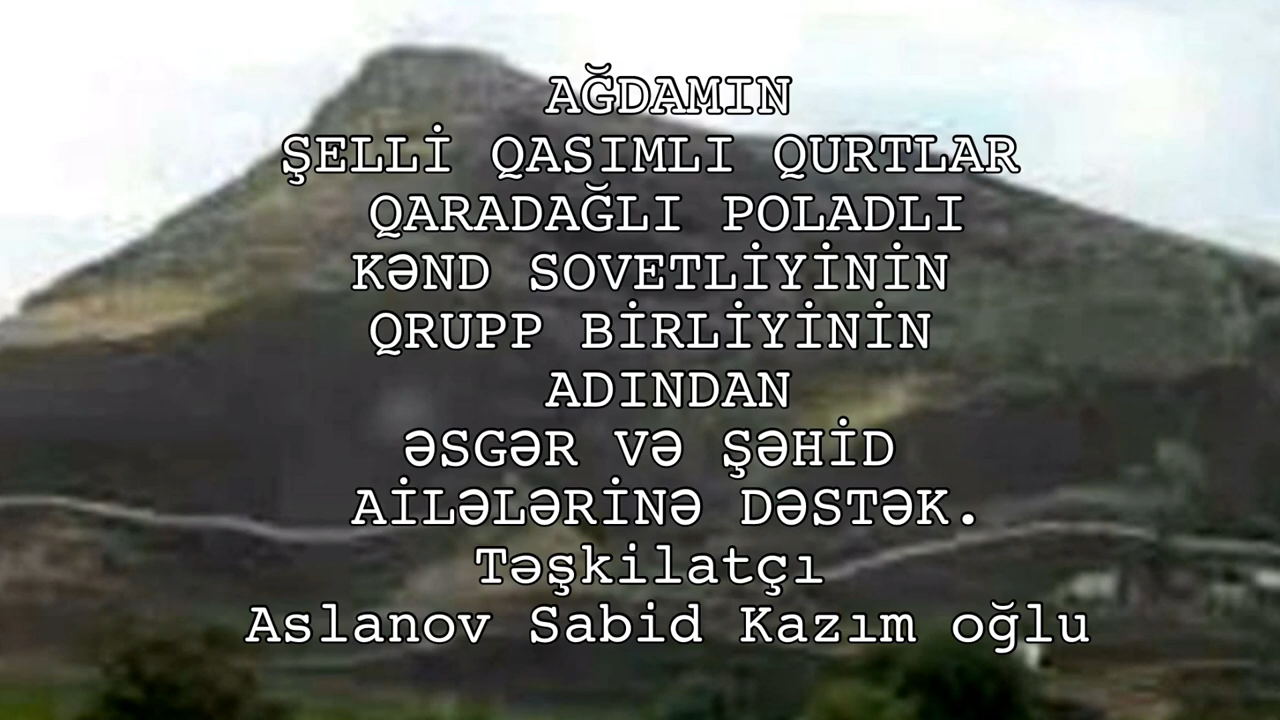 AĞDAMIN
ŞELLİ QASIMLI QURTLAR
QARADAĞLI POLADLI
KƏND SOVETLİYİNİN
QRUPP BİRLİYİNİN
ADINDAN
ƏSGƏR VƏ ŞƏHİD
AİLƏLƏRİNƏ DƏSTƏK.
Təşkilatçı
Aslanov Sabid Kazım oğlu